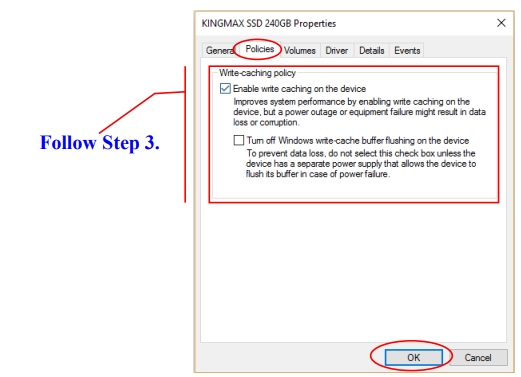 KINGMAX SSD 240GB Properties
General Policies Volumes Driver Details Events
Write-caching policy
Enable write caching on the device
Improves system performance by enabling write caching on the
device, but a power outage or equipment failure might result in data
loss or corruption.
Turn off Windows write-cache buffer flushing on the device
To prevent data loss, do not select this check box unless the
device has a separate power supply that allows the device to
flush its buffer in case of power failure.
Follow Step 3.
OK Cancel